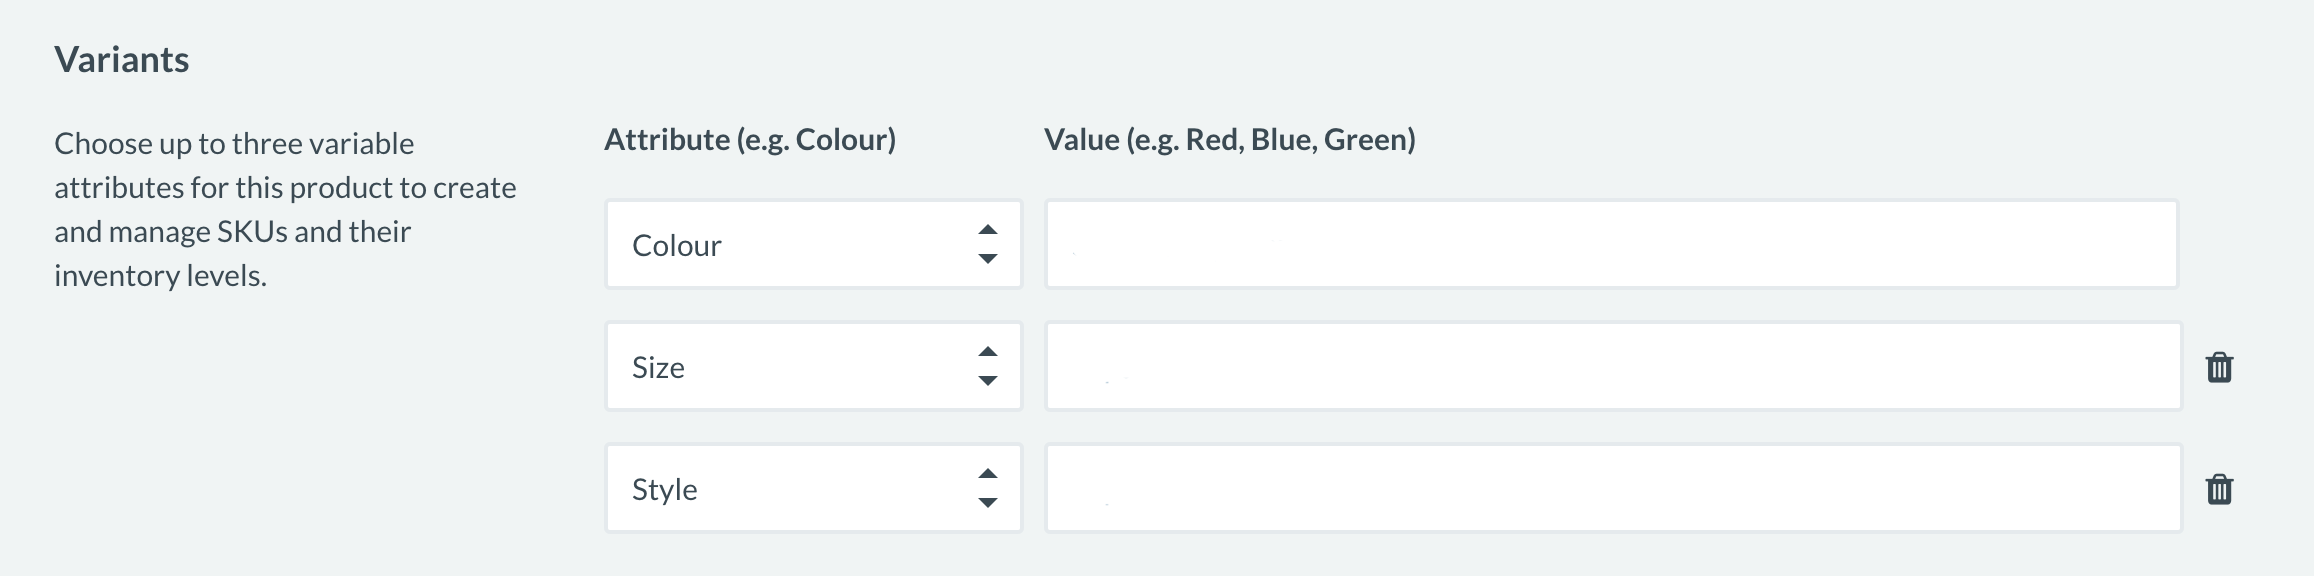 Variants
Choose up to three variable
attributes for this product to create
and manage SKUs and their
inventory levels.
Attribute (e.g. Colour)
Value (e.g. Red, Blue, Green)
Colour
Size
Style